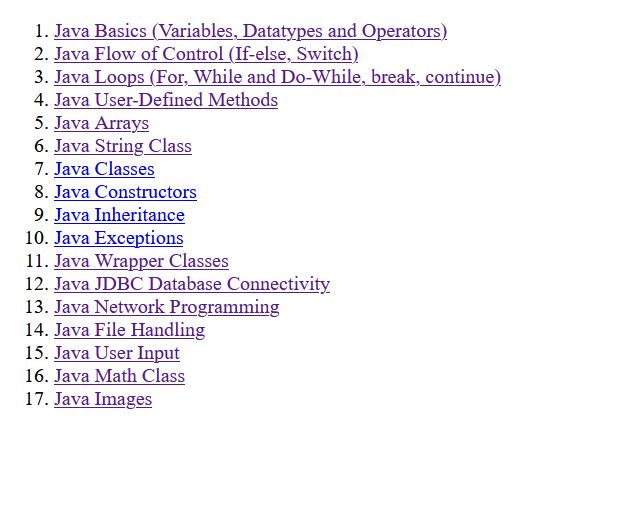 1. Java Basics (Variables, Datatypes and Operators)
2. Java Flow of Control (If-else, Switch)
3. Java Loops (For, While and Do-While, break, continue)
4. Java User-Defined Methods
5. Java Arrays
6. Java String Class
7. Java Classes
8. Java Constructors
9. Java Inheritance
10. Java Exceptions
11. Java Wrapper Classes
12. Java JDBC Database Connectivity
13. Java Network Programming
14. Java File Handling
15. Java User Input
16. Java Math Class
17. Java Images